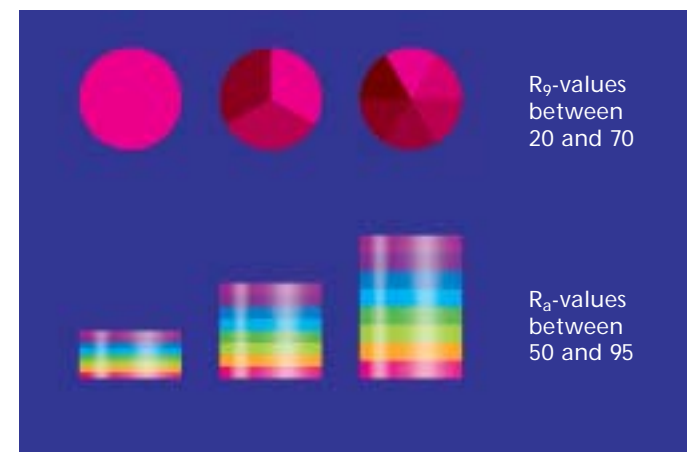 R₉-values
between
20 and 70
Rₐ-values
between
50 and 95